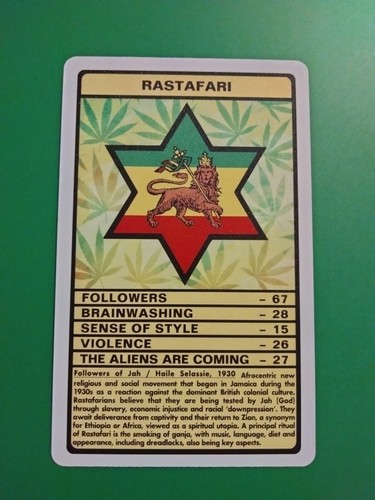 RASTAFARI
FOLLOWERS – 67
BRAINWASHING – 28
SENSE OF STYLE – 15
VIOLENCE – 26
THE ALIENS ARE COMING – 27
Followers of Jah / Haile Selassie, 1930 Afrocentric new
religious and social movement that began in Jamaica during the
1930s as a reaction against the dominant British colonial culture.
Rastafarians believe that they are being tested by Jah (God)
through slavery, economic injustice and racial 'downpression'. They
await deliverance from captivity and their return to Zion, a synonym
for Ethiopia or Africa, viewed as a spiritual utopia. A principal ritual
of Rastafari is the smoking of ganja, with music, language, diet and
appearance, including dreadlocks, also being key aspects.